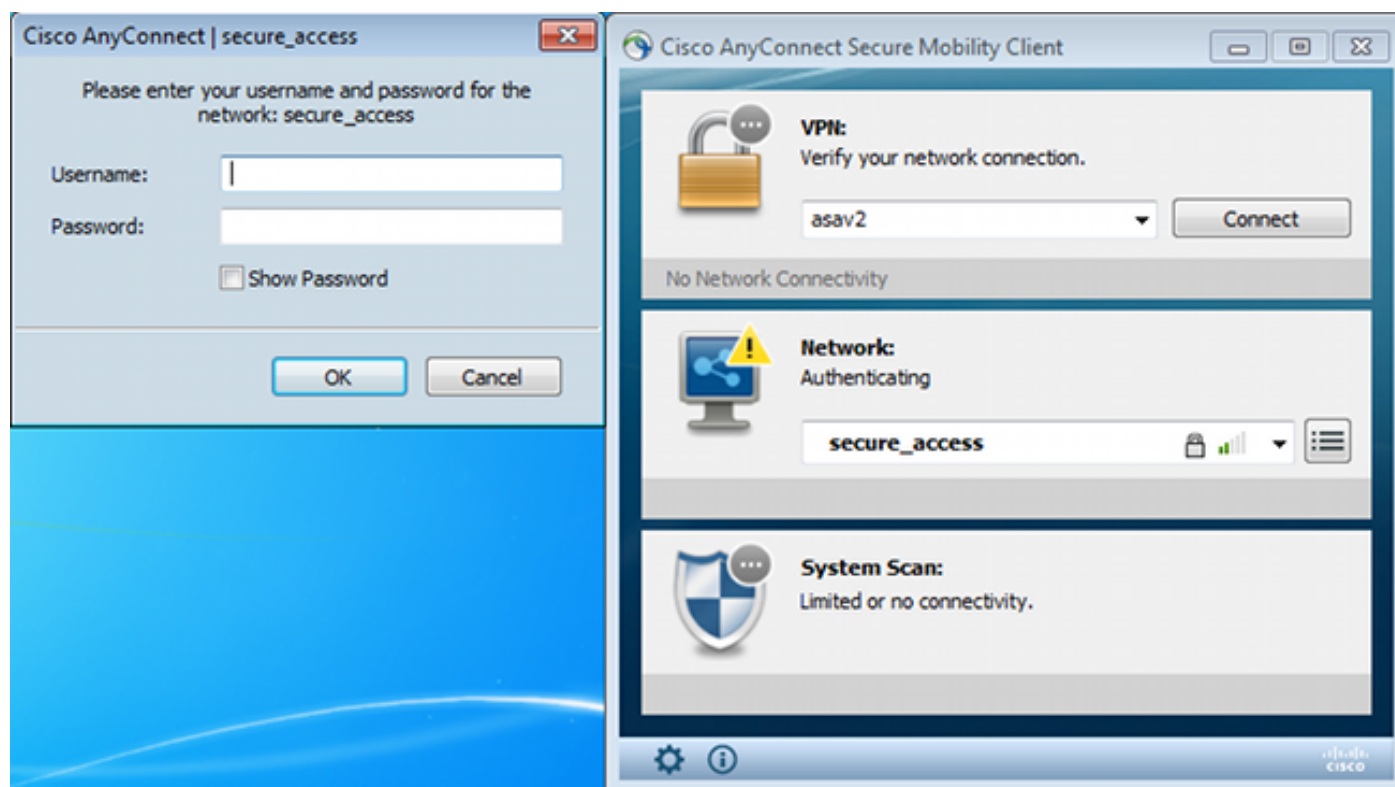 Cisco AnyConnect | secure_access
Please enter your username and password for the
network: secure_access
Username:
Password:
Show Password
OK
Cancel
Cisco AnyConnect Secure Mobility Client
VPN:
Verify your network connection.
asav2
Connect
No Network Connectivity
Network:
Authenticating
secure_access
System Scan:
Limited or no connectivity.
CISCO